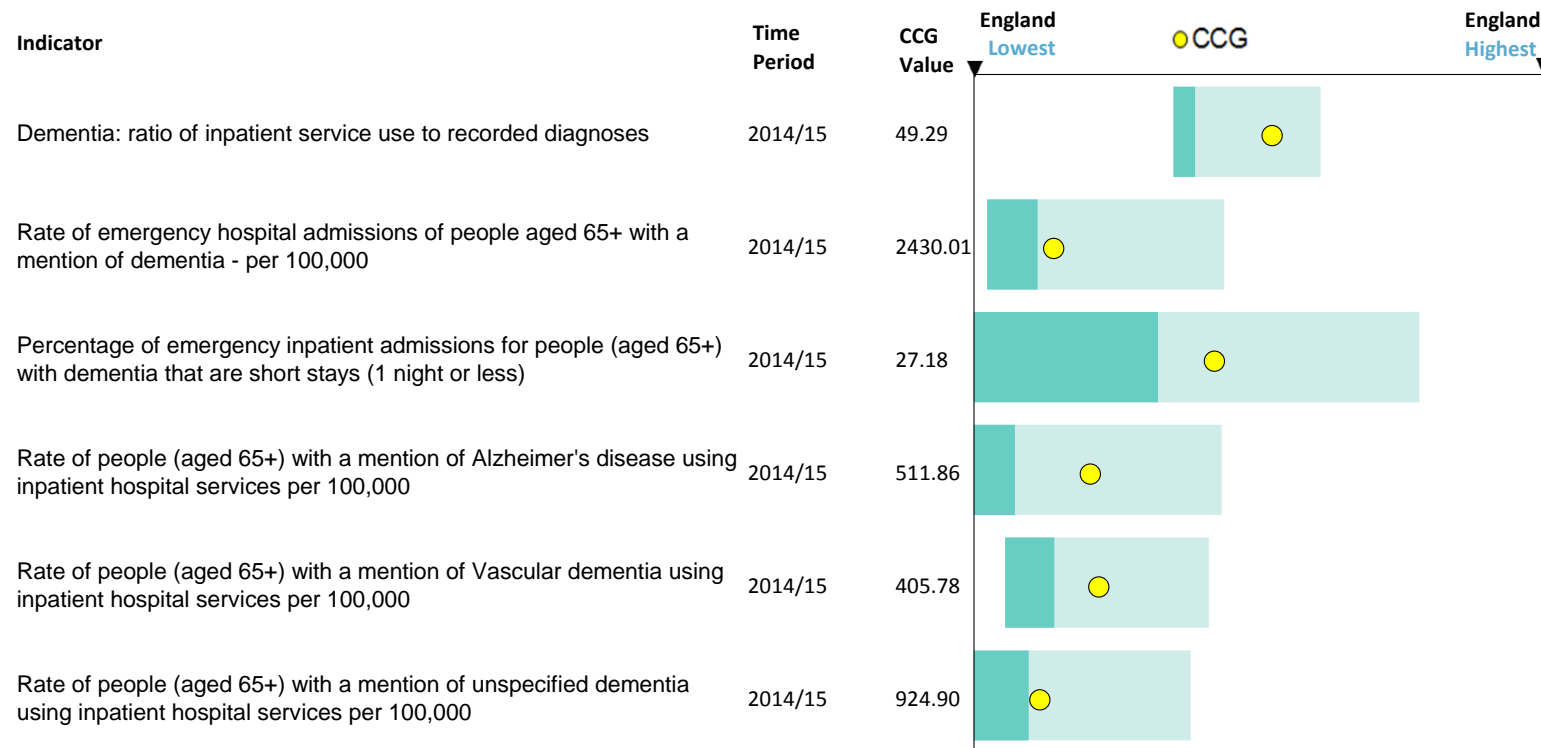 Indicator
Time
Period
CCG
Value
England
Lowest
CCG
England
Highest
Dementia: ratio of inpatient service use to recorded diagnoses
2014/15
49.29
Rate of emergency hospital admissions of people aged 65+ with a
mention of dementia - per 100,000
2014/15
2430.01
Percentage of emergency inpatient admissions for people (aged 65+)
with dementia that are short stays (1 night or less)
2014/15
27.18
Rate of people (aged 65+) with a mention of Alzheimer's disease using
inpatient hospital services per 100,000
2014/15
511.86
Rate of people (aged 65+) with a mention of Vascular dementia using
inpatient hospital services per 100,000
2014/15
405.78
Rate of people (aged 65+) with a mention of unspecified dementia
using inpatient hospital services per 100,000
2014/15
924.90